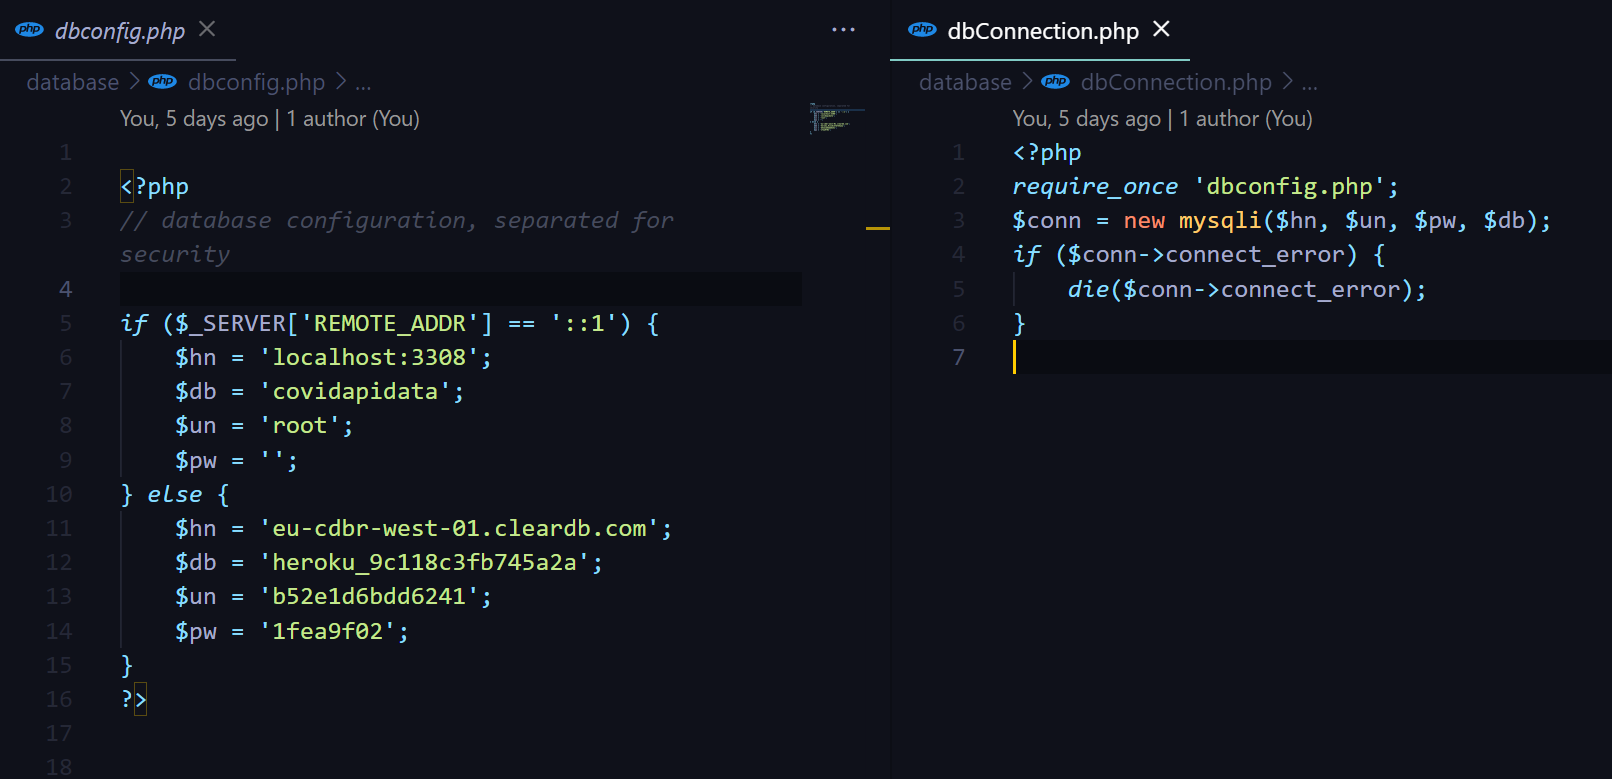 php dbconfig.php
database > php dbconfig.php > ...
You, 5 days ago | 1 author (You)
1
2 <?php
3 // database configuration, separated for
security
4
5 if ($_SERVER['REMOTE_ADDR'] == '::1') {
6 $hn = 'localhost:3308';
7 $db = 'covidapidata';
8 $un = 'root';
9 $pw = '';
10 } else {
11 $hn = 'eu-cdbr-west-01.cleardb.com';
12 $db = 'heroku_9c118c3fb745a2a';
13 $un = 'b52e1d6bdd6241';
14 $pw = '1fea9f02';
15 }
16 ?>
17
18
php dbConnection.php
database > php dbConnection.php > ...
You, 5 days ago | 1 author (You)
1 <?php
2 require_once 'dbconfig.php';
3 $conn = new mysqli($hn, $un, $pw, $db);
4 if ($conn->connect_error) {
5 die($conn->connect_error);
6 }
7